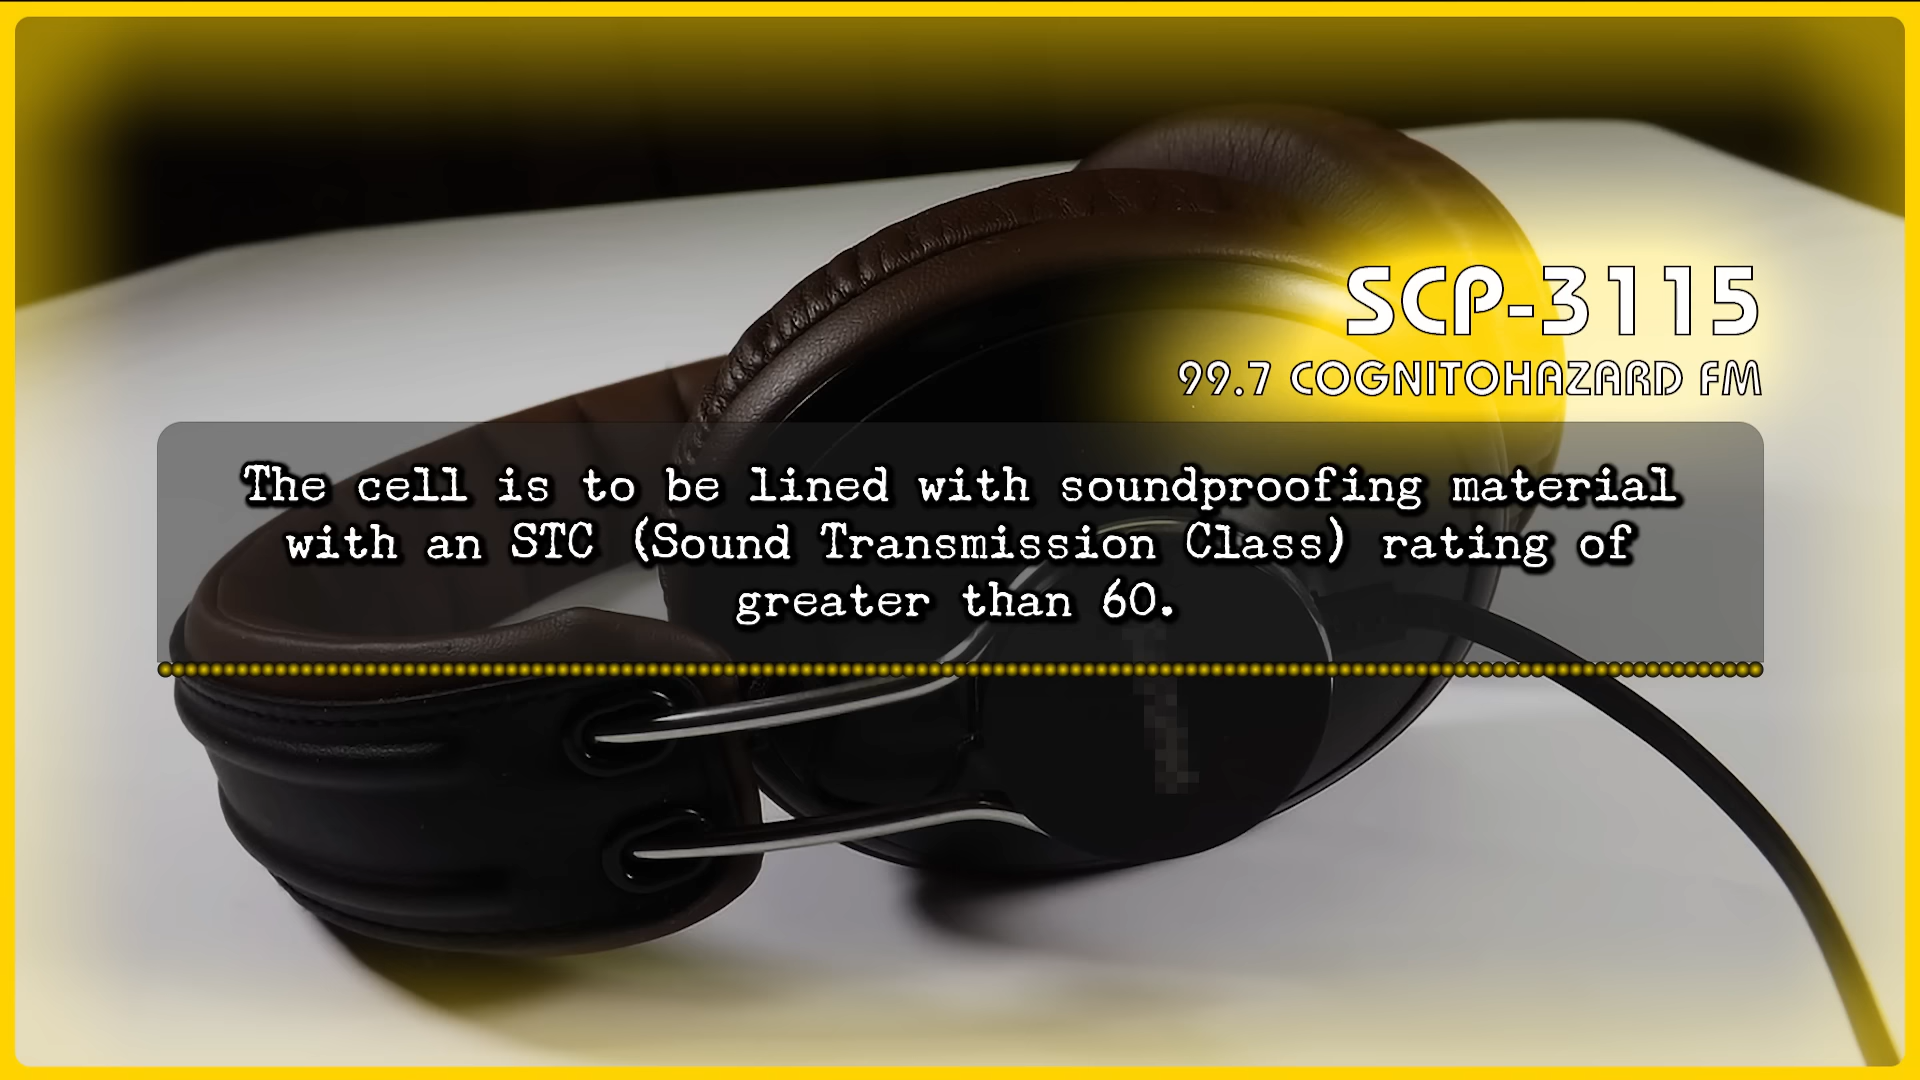 SCP-3115
99.7 COGNITOHAZARD FM
The cell is to be lined with soundproofing material
with an STC (Sound Transmission Class) rating of
greater than 60.